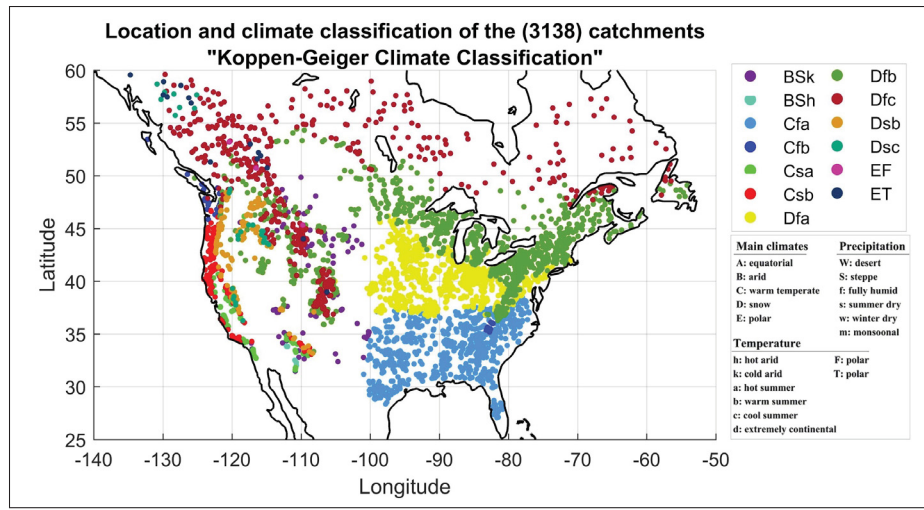 Location and climate classification of the (3138) catchments
"Koppen-Geiger Climate Classification"
60
55
50
45
40
35
30
25
Latitude
-140
-130
-120
-110
-100
-90
-80
-70
-60
-50
Longitude
BSk
BSh
Cfa
Cfb
Csa
Csb
Dfa
Dfb
Dfc
Dsb
Dsc
EF
ET
Main climates
A: equatorial
B: arid
C: warm temperate
D: snow
E: polar
Precipitation
W: desert
S: steppe
f: fully humid
s: summer dry
w: winter dry
m: monsoonal
Temperature
h: hot arid
k: cold arid
a: hot summer
b: warm summer
c: cool summer
d: extremely continental
F: polar
T: polar